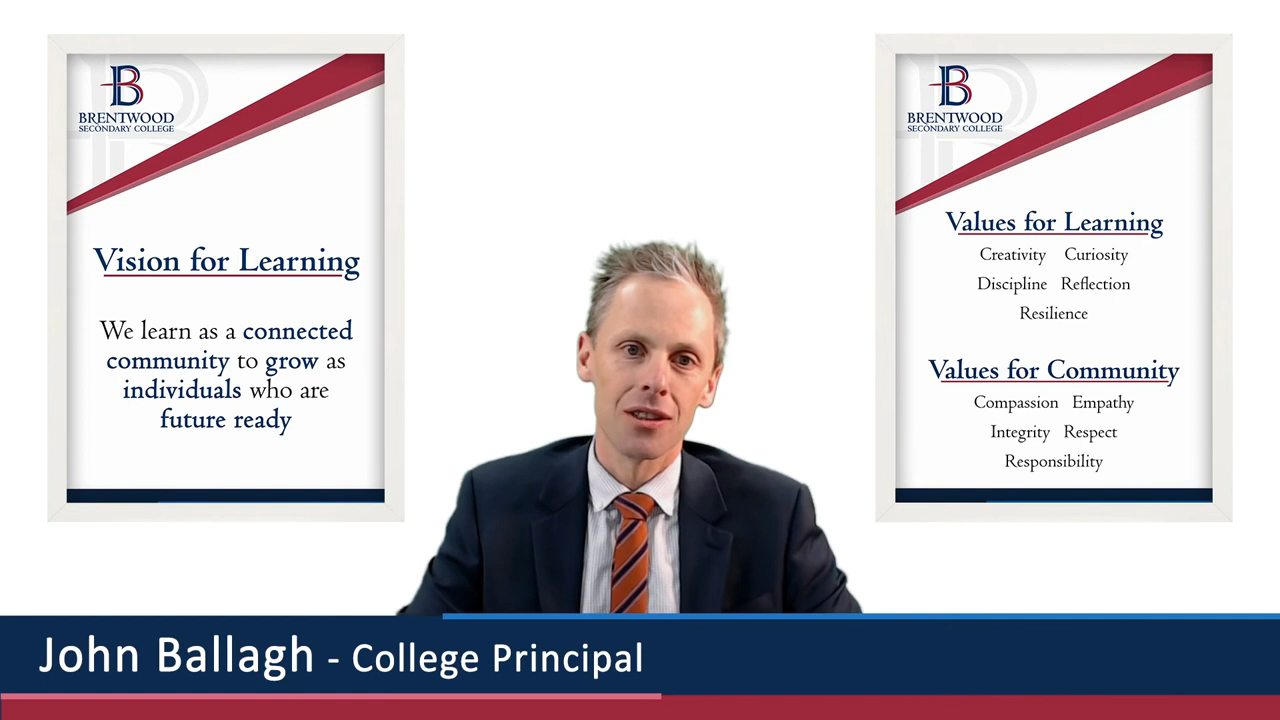 B
BRENTWOOD
SECONDARY COLLEGE
Vision for Learning
We learn as a connected
community to grow as
individuals who are
future ready
B
BRENTWOOD
SECONDARY COLLEGE
Values for Learning
Creativity Curiosity
Discipline Reflection
Resilience
Values for Community
Compassion Empathy
Integrity Respect
Responsibility
John Ballagh - College Principal